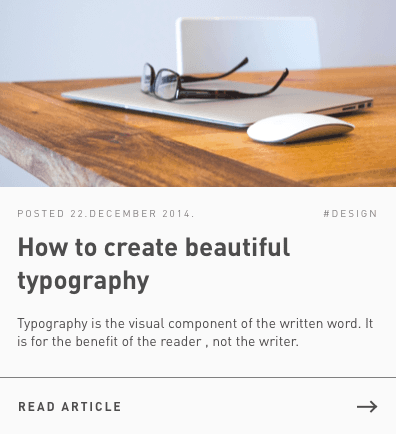 POSTED 22.DECEMBER 2014.
#DESIGN
How to create beautiful
typography
Typography is the visual component of the written word. It
is for the benefit of the reader , not the writer.
READ ARTICLE